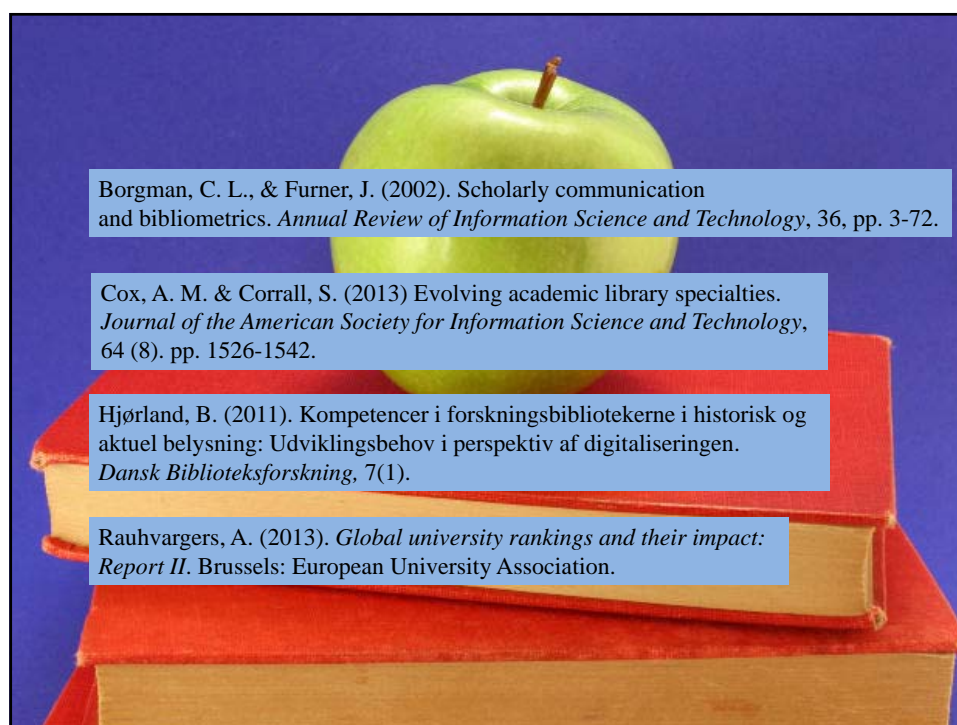 Borgman, C. L., & Furner, J. (2002). Scholarly communication
and bibliometrics. Annual Review of Information Science and Technology, 36, pp. 3-72.
Cox, A. M. & Corrall, S. (2013) Evolving academic library specialties.
Journal of the American Society for Information Science and Technology,
64 (8). pp. 1526-1542.
Hjørland, B. (2011). Kompetencer i forskningsbibliotekerne i historisk og
aktuel belysning: Udviklingsbehov i perspektiv af digitaliseringen.
Dansk Biblioteksforskning, 7(1).
Rauhvargers, A. (2013). Global university rankings and their impact:
Report II. Brussels: European University Association.